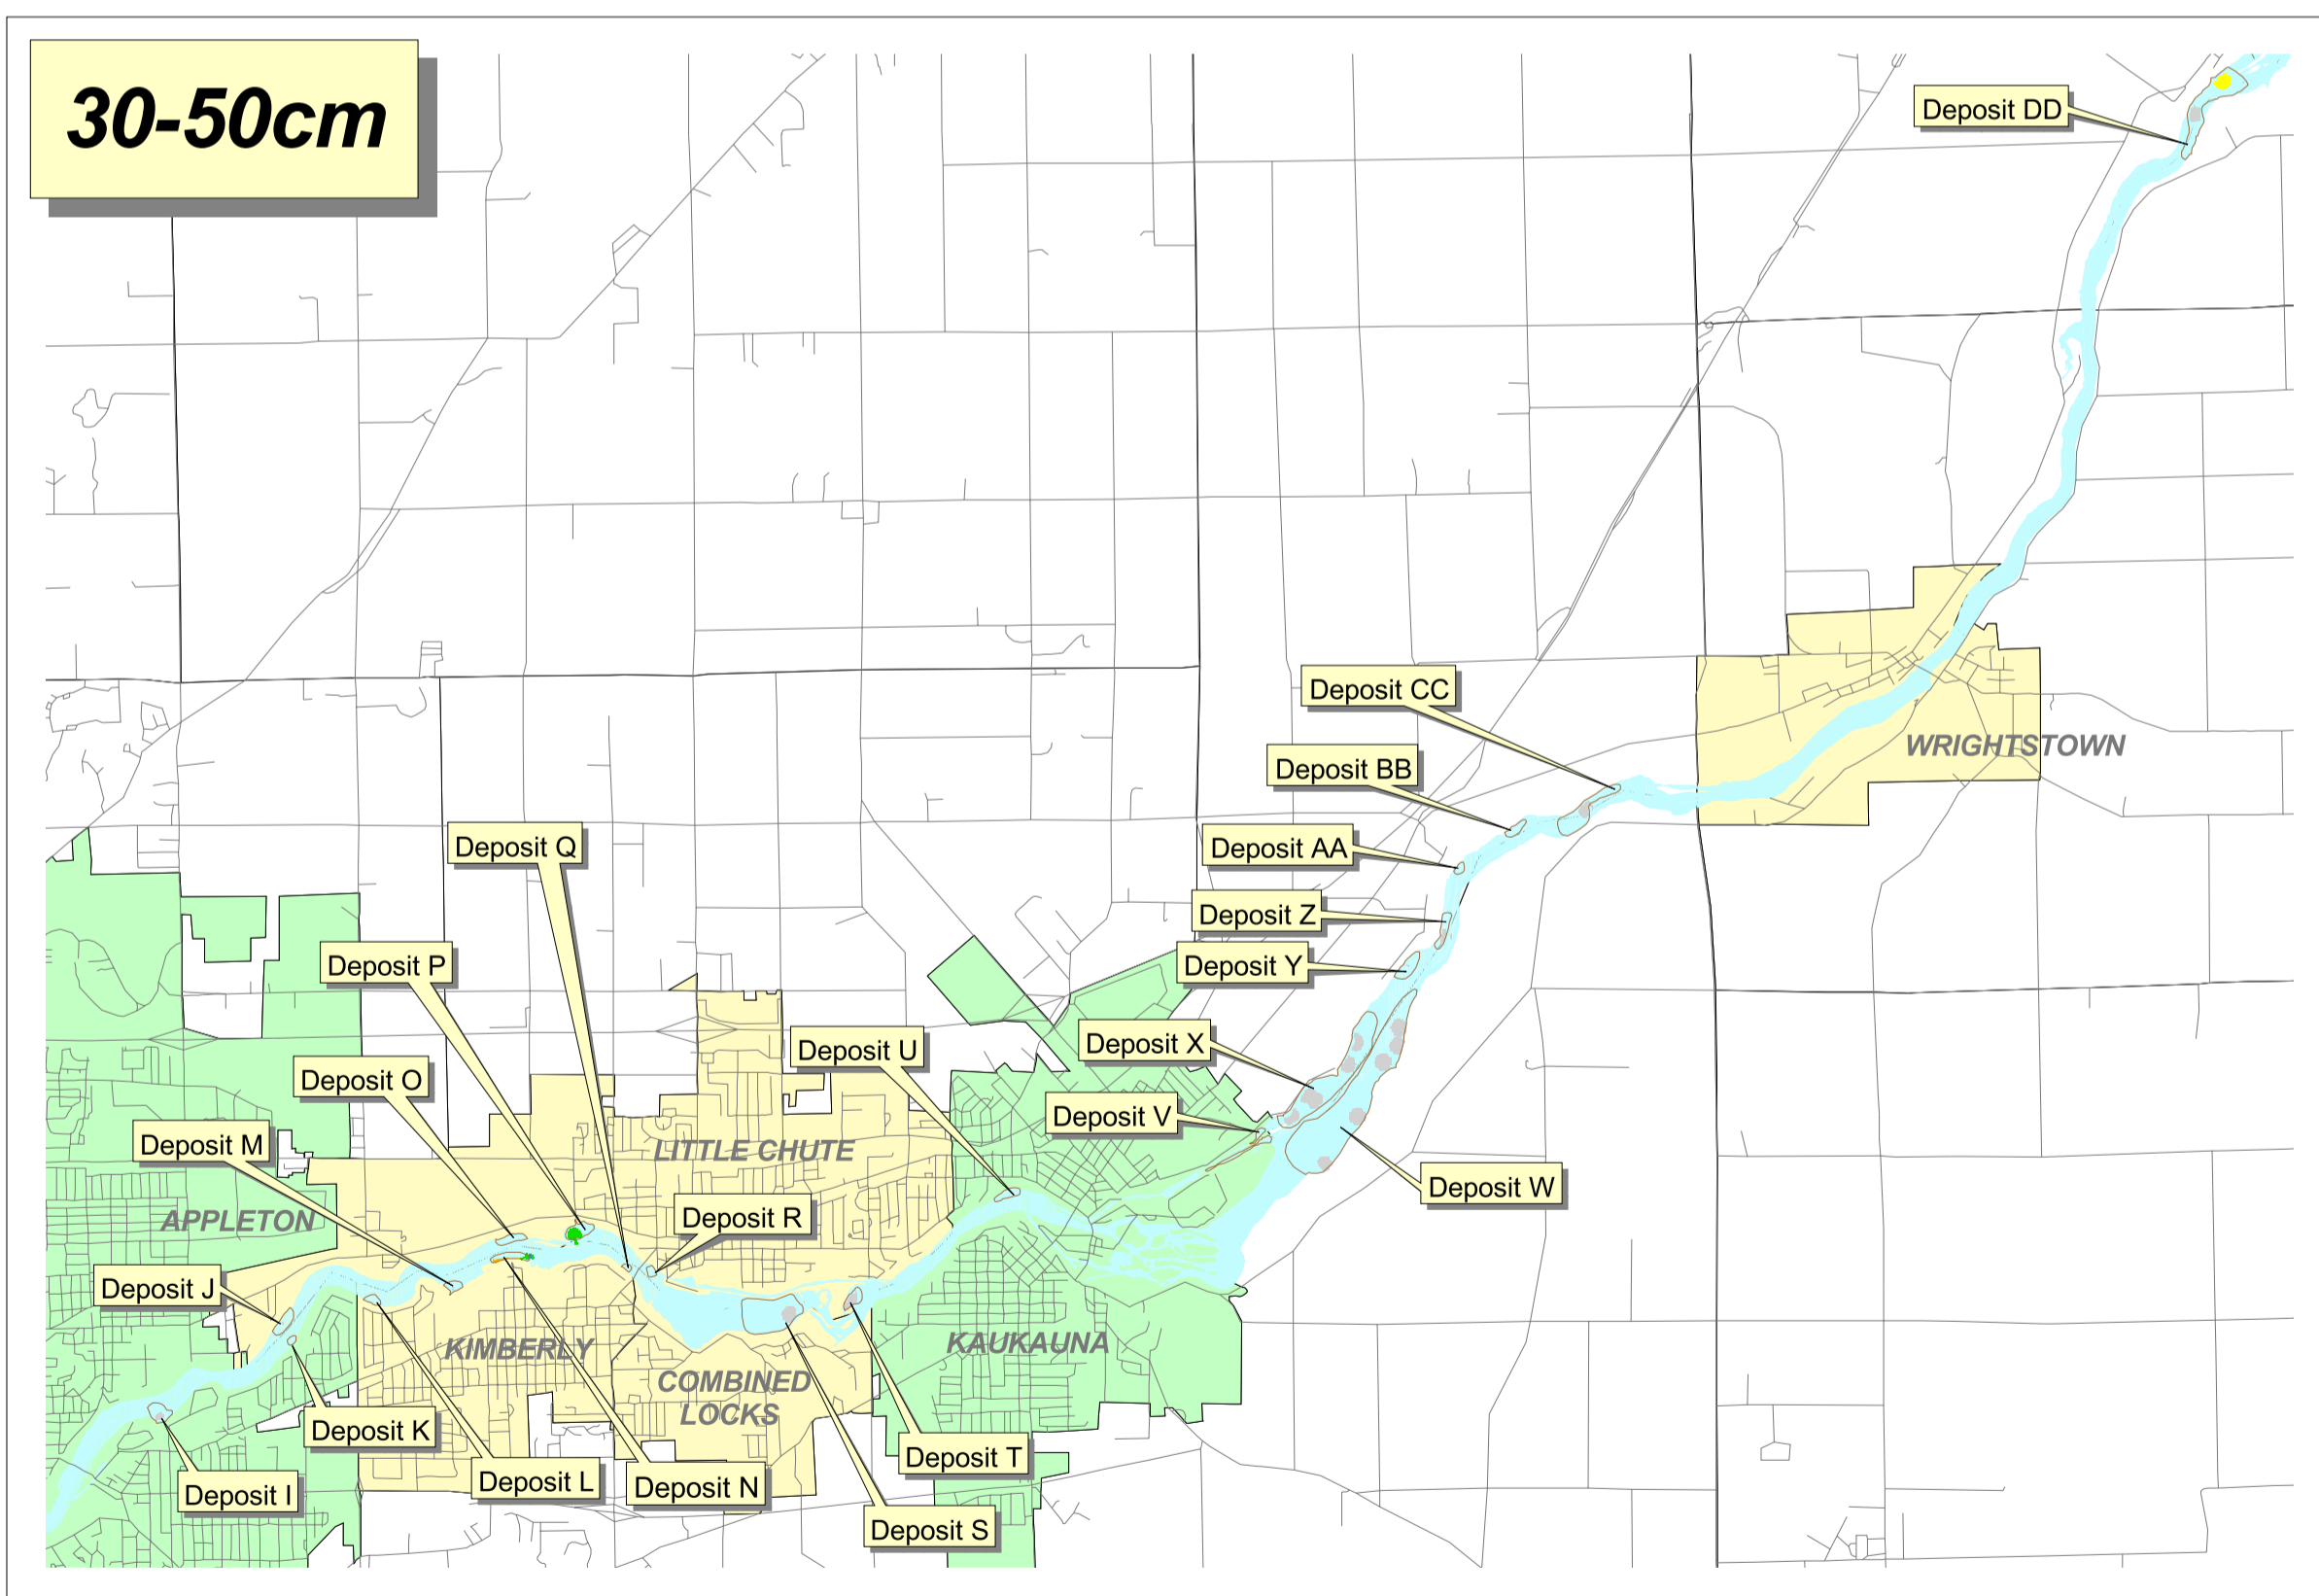 30-50cm
Deposit DD
Deposit CC
WRIGHTSTOWN
Deposit BB
Deposit Q
Deposit AA
Deposit Z
Deposit P
Deposit Y
Deposit X
Deposit U
Deposit O
Deposit V
Deposit M
LITTLE CHUTE
Deposit W
APPLETON
Deposit R
Deposit J
KIMBERLY
KAUKAUNA
COMBINED
LOCKS
Deposit K
Deposit T
Deposit L
Deposit N
Deposit I
Deposit S